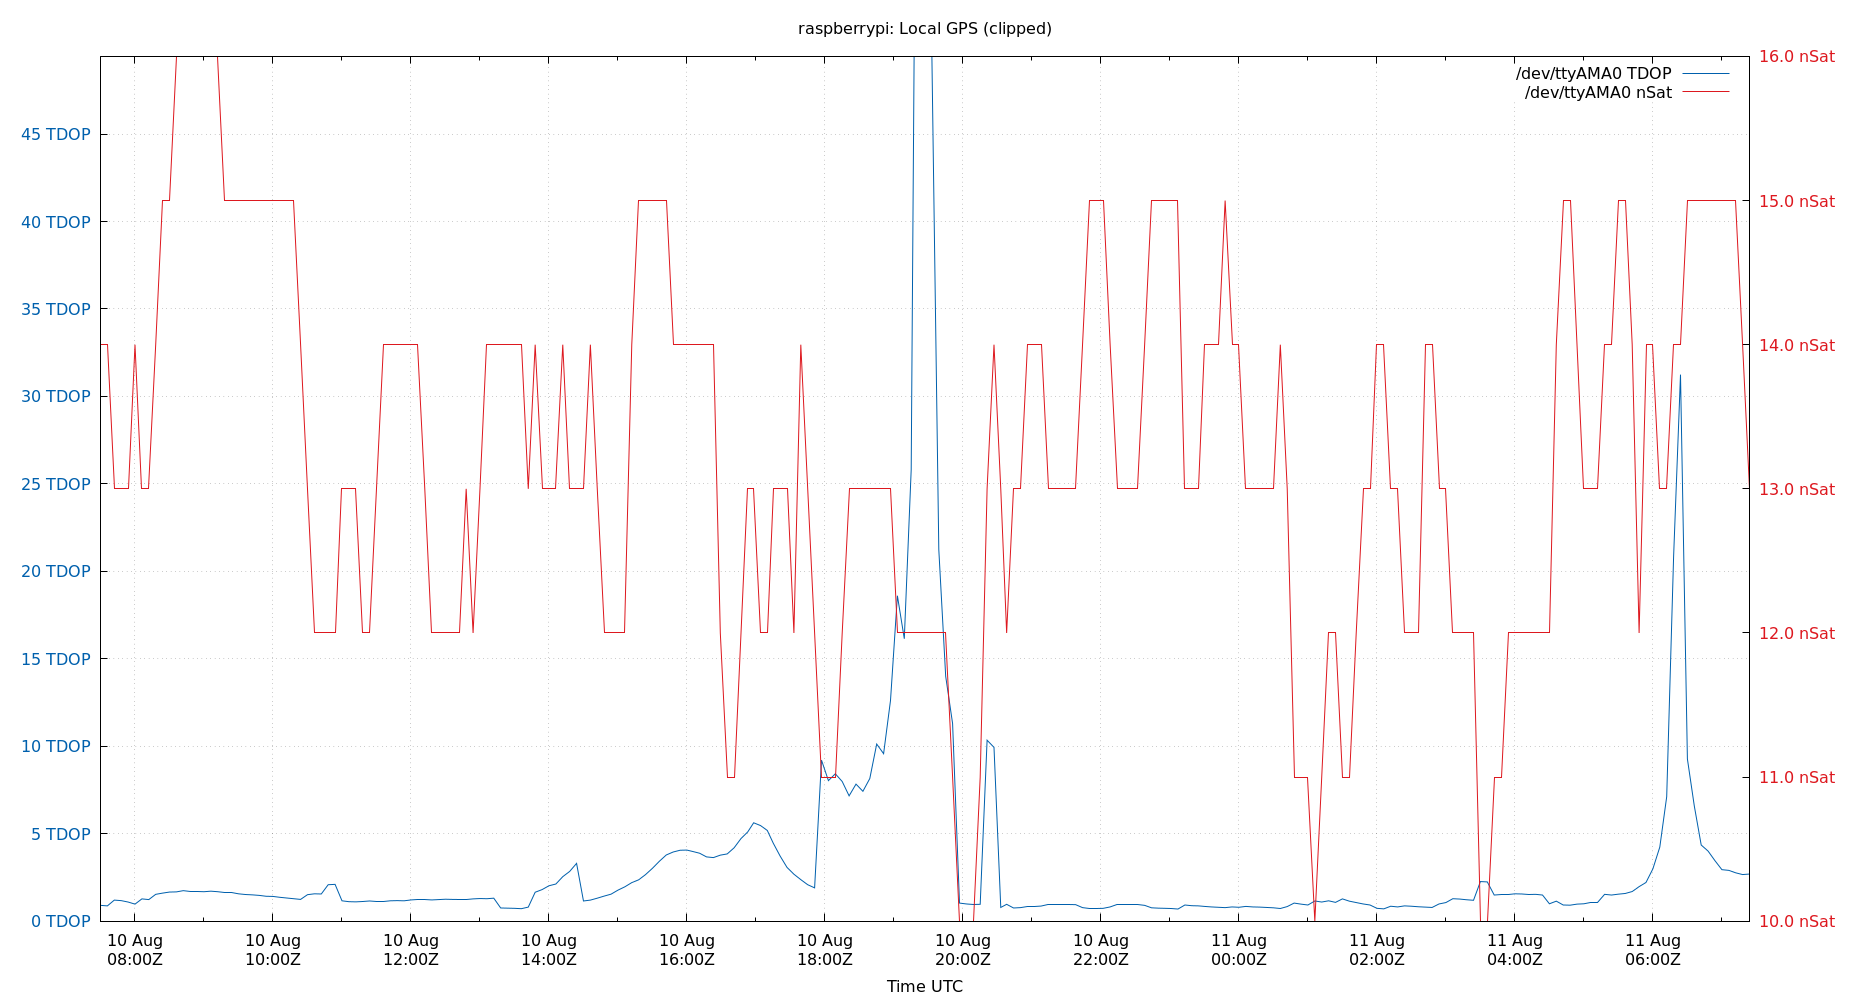 raspberrypi: Local GPS (clipped)
16.0 nSat
/dev/ttyAMA0 TDOP
/dev/ttyAMA0 nSat
45 TDOP
40 TDOP
15.0 nSat
35 TDOP
14.0 nSat
30 TDOP
25 TDOP
13.0 nSat
20 TDOP
12.0 nSat
15 TDOP
10 TDOP
11.0 nSat
5 TDOP
0 TDOP
10.0 nSat
10 Aug 10 Aug 10 Aug 10 Aug 10 Aug 10 Aug 10 Aug 10 Aug 11 Aug 11 Aug 11 Aug 11 Aug
08:00Z 10:00Z 12:00Z 14:00Z 16:00Z 18:00Z 20:00Z 22:00Z 00:00Z 02:00Z 04:00Z 06:00Z
Time UTC